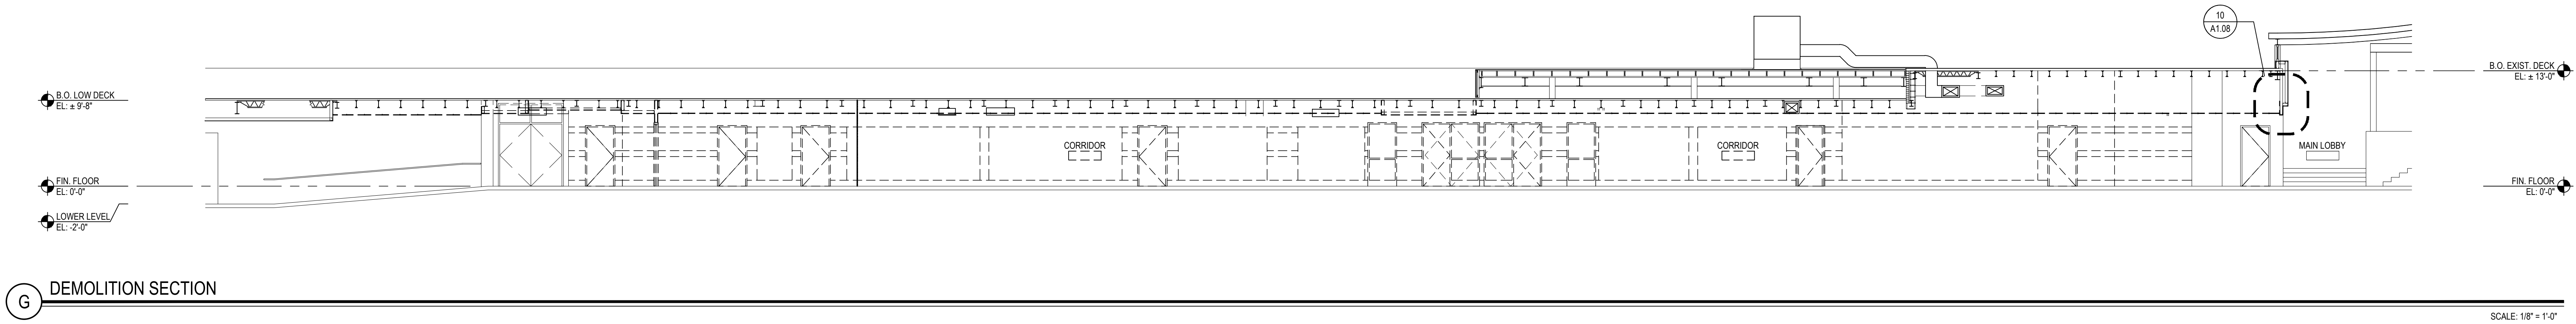 10
A1.08
B.O. LOW DECK
EL: ± 9'-8"
B.O. EXIST. DECK
EL: ± 13'-0"
CORRIDOR
CORRIDOR
MAIN LOBBY
FIN. FLOOR
EL: 0'-0"
FIN. FLOOR
EL: 0'-0"
LOWER LEVEL
EL: -2'-0"
G
DEMOLITION SECTION
SCALE: 1/8" = 1'-0"